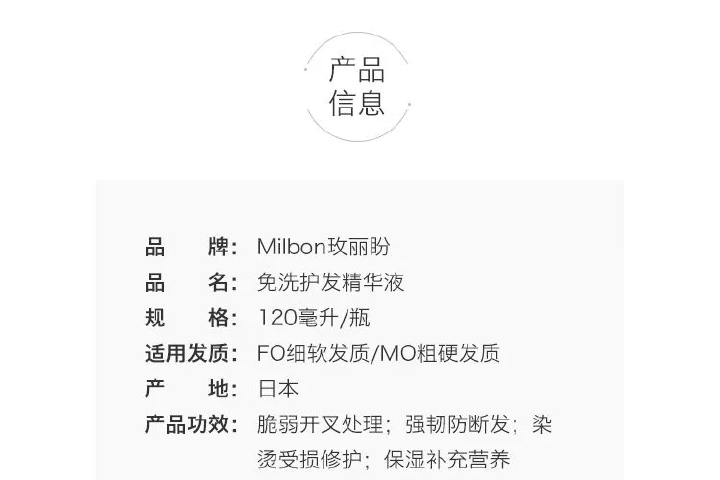 产品
信息
品 牌： Milbon玫丽盼
品 名： 免洗护发精华液
规 格： 120毫升/瓶
适用发质： FO细软发质/MO粗硬发质
产 地： 日本
产品功效： 脆弱开叉处理；强韧防断发；染
烫受损修护；保湿补充营养